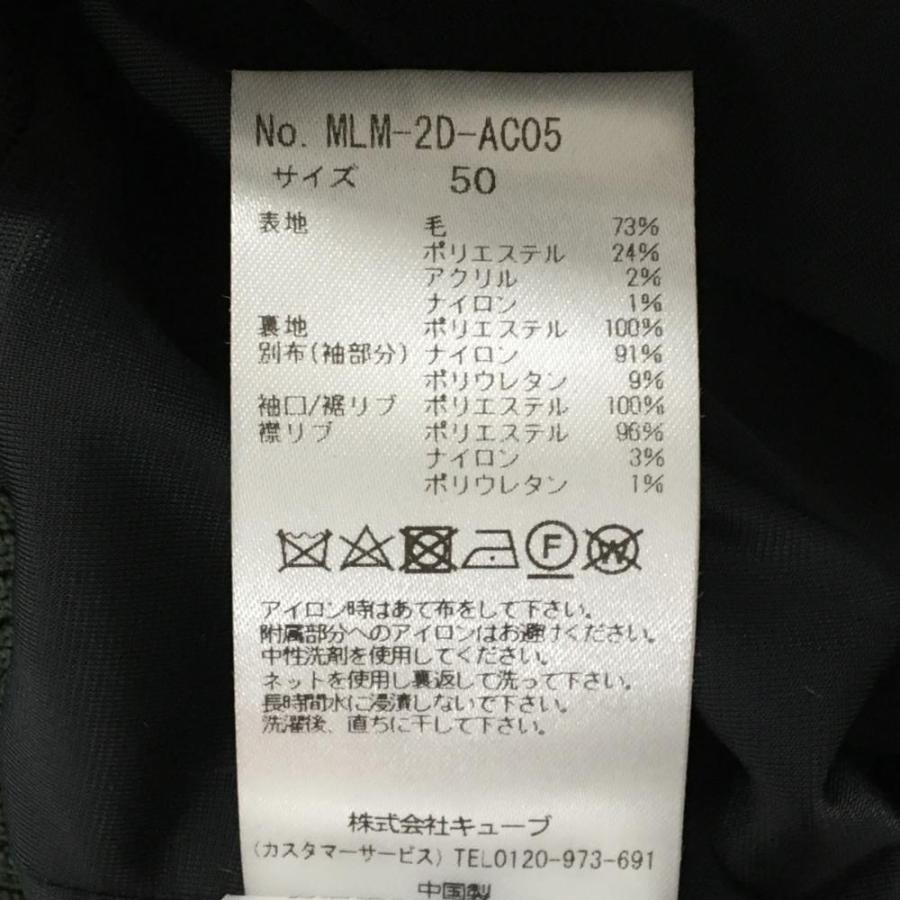 No. MLM-2D-AC05
サイズ 50
表地 毛 73%
ポリエステル 24%
アクリル 2%
ナイロン 1%
裏地 ポリエステル 100%
別布(袖部分) ナイロン 91%
ポリウレタン 9%
袖口/裾リブ ポリエステル 100%
襟リブ ポリエステル 96%
ナイロン 3%
ポリウレタン 1%
F W
アイロン時はあて布をして下さい。
附属部分へのアイロンはお避けください。
中性洗剤を使用してください。
ネットを使用し裏返して洗って下さい。
長時間水に浸漬しないで下さい。
洗濯後、直ちに干して下さい。
株式会社キューブ
(カスタマーサービス) TEL0120-973-691
中国製